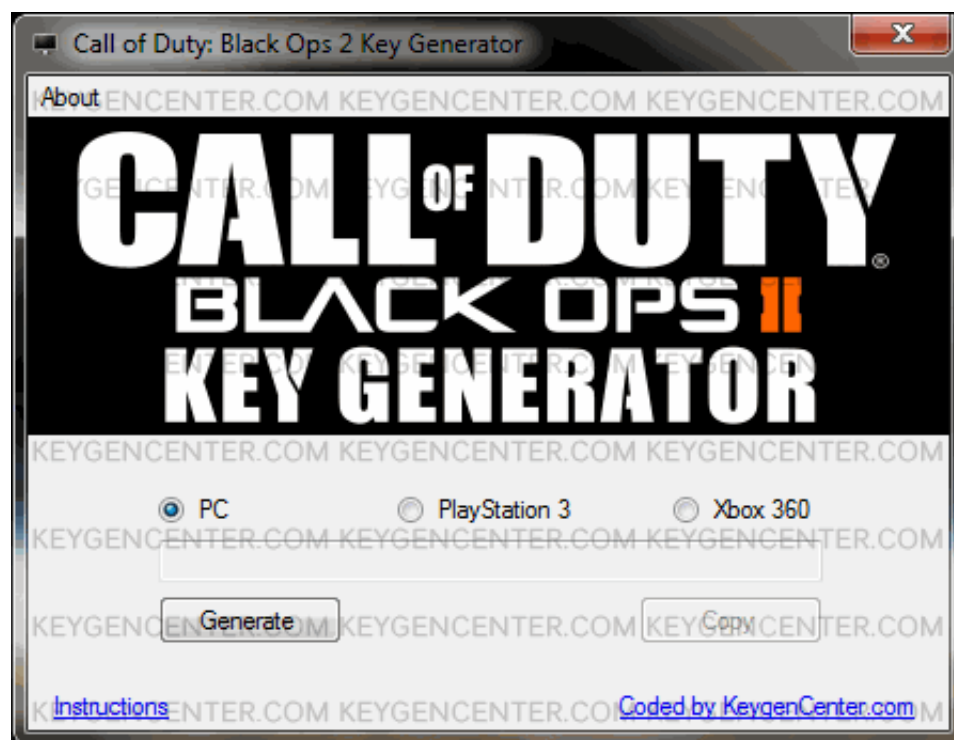 Call of Duty: Black Ops 2 Key Generator
About
KEYGENCENTER.COM KEYGENCENTER.COM
CALL OF DUTY®
BLACK OPS II
KEY GENERATOR
KEYGENCENTER.COM KEYGENCENTER.COM KEYGENCENTER.COM
PC PlayStation 3 Xbox 360
KEYGENCENTER.COM KEYGENCENTER.COM KEYGENCENTER.COM
Generate Copy
KEYGENCENTER.COM KEYGENCENTER.COM KEYGENCENTER.COM
Instructions Coded by KeygenCenter.com